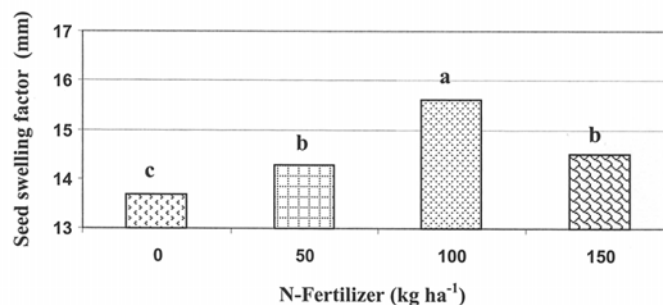 Seed swelling factor (mm)
17
16
15
14
13
c
b
a
b
0 50 100 150
N-Fertilizer (kg ha⁻¹)